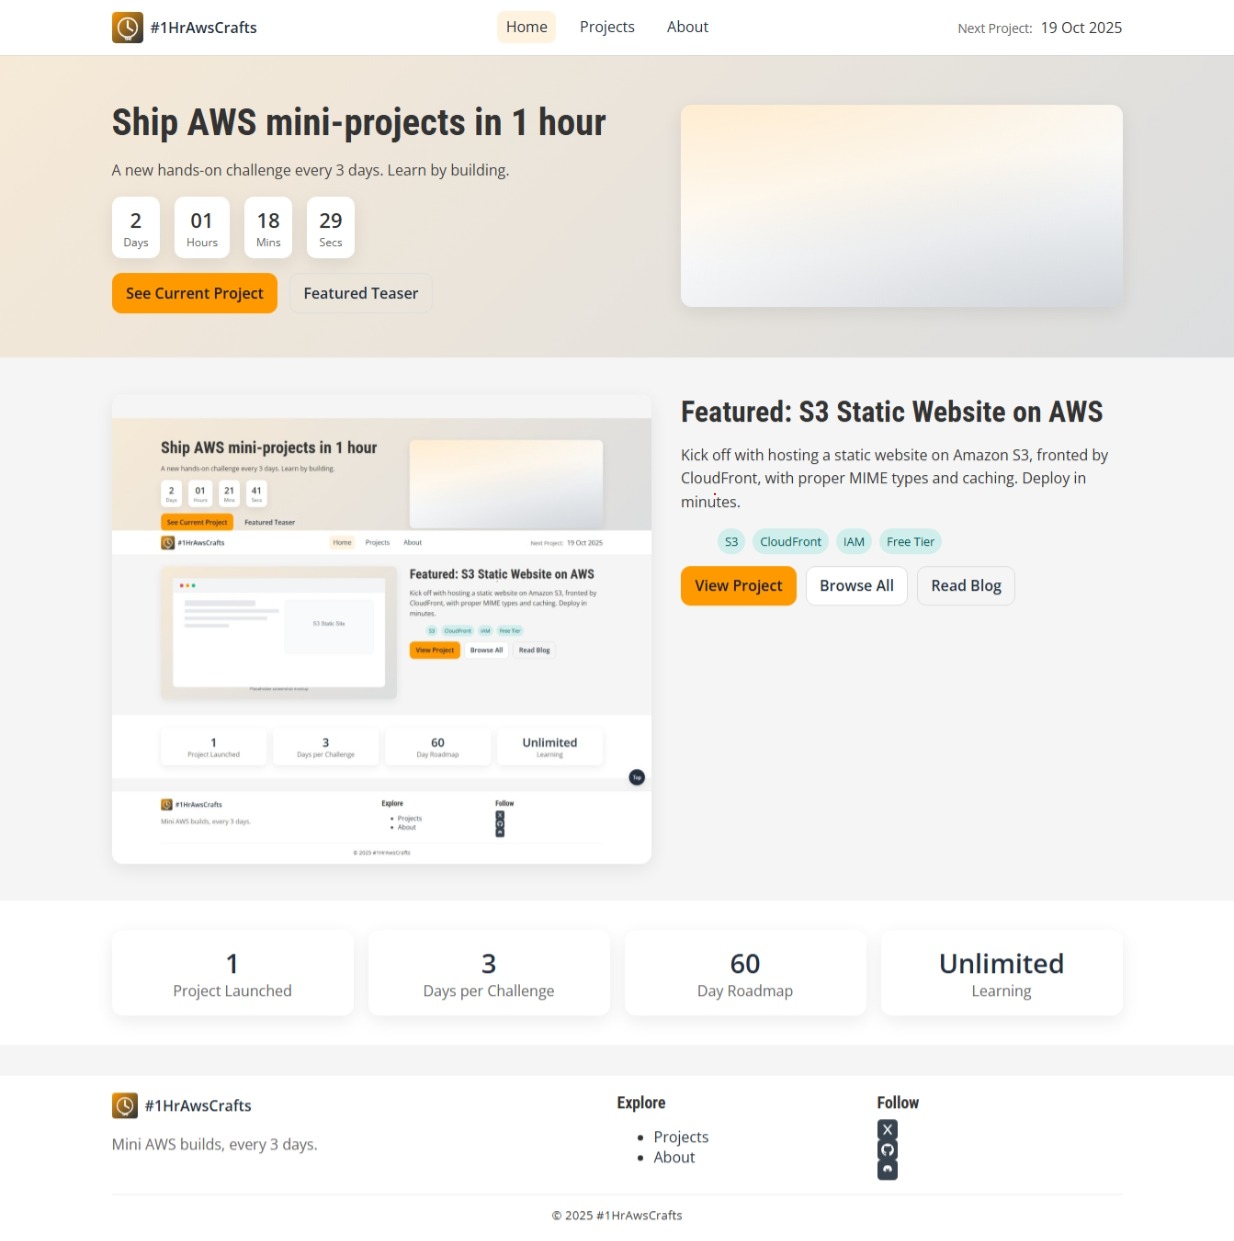 #1HrAwsCrafts
Home Projects About
Next Project: 19 Oct 2025
Ship AWS mini-projects in 1 hour
A new hands-on challenge every 3 days. Learn by building.
2 01 18 29
Days Hours Mins Secs
See Current Project Featured Teaser
Ship AWS mini-projects in 1 hour
A new hands-on challenge every 3 days. Learn by building.
2 01 21 41
Days Hours Mins Secs
See Current Project Featured Teaser
#1HrAwsCrafts Home Projects About Next Project: 19 Oct 2025
Featured: S3 Static Website on AWS
Kick off with hosting a static website on Amazon S3, fronted by
CloudFront, with proper MIME types and caching. Deploy in
minutes.
S3 Static Site
S3 CloudFront IAM Free Tier
View Project Browse All Read Blog
1 3 60 Unlimited
Project Launched Days per Challenge Day Roadmap Learning
Top
#1HrAwsCrafts Explore Follow
Mini AWS builds, every 3 days.
Projects
About
© 2025 #1HrAwsCrafts
Featured: S3 Static Website on AWS
Kick off with hosting a static website on Amazon S3, fronted by
CloudFront, with proper MIME types and caching. Deploy in
minutes.
S3 CloudFront IAM Free Tier
View Project Browse All Read Blog
1 3 60 Unlimited
Project Launched Days per Challenge Day Roadmap Learning
#1HrAwsCrafts
Mini AWS builds, every 3 days.
Explore
• Projects
• About
Follow
© 2025 #1HrAwsCrafts